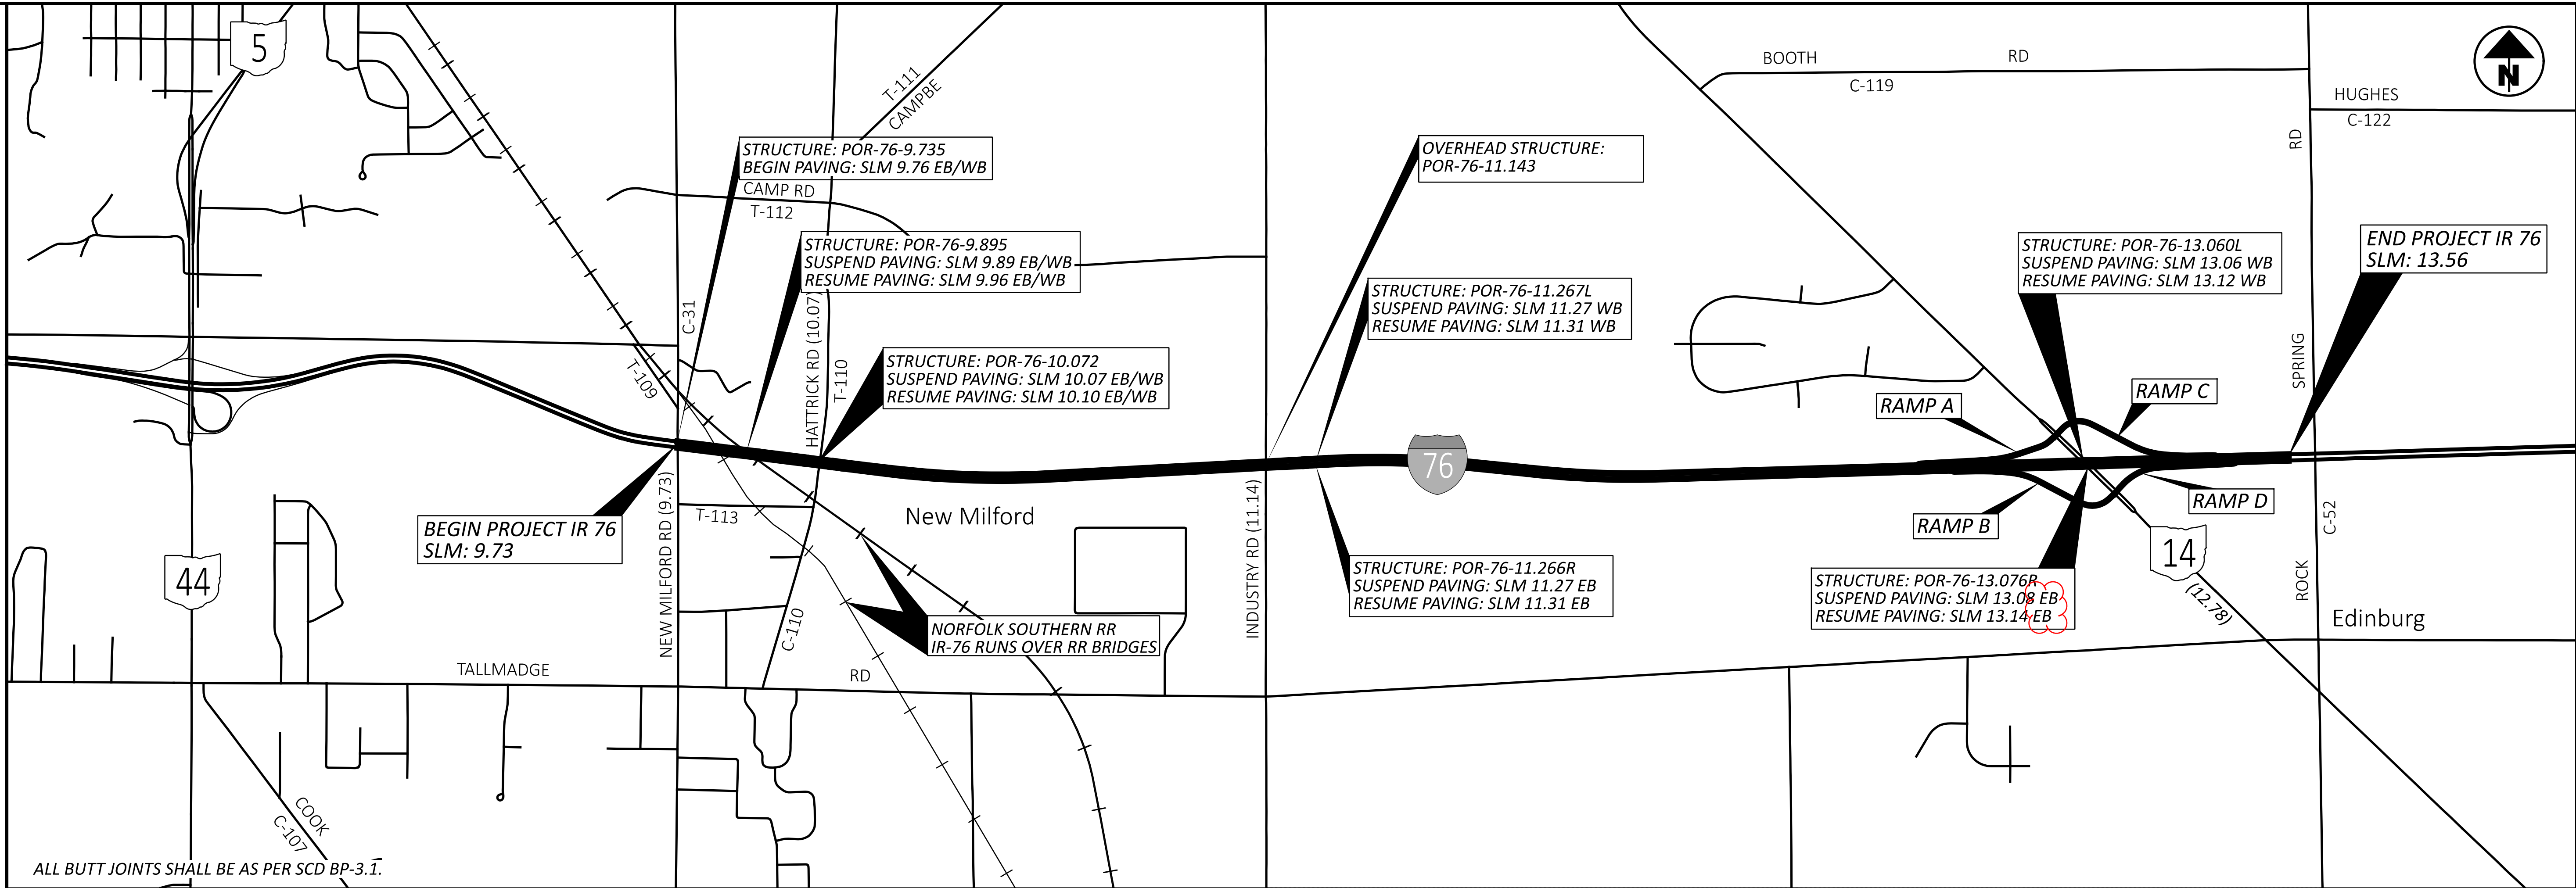 5
T-111
CAMPBE
BOOTH RD
C-119
N
HUGHES
C-122
RD
STRUCTURE: POR-76-9.735
BEGIN PAVING: SLM 9.76 EB/WB
CAMP RD
T-112
OVERHEAD STRUCTURE:
POR-76-11.143
STRUCTURE: POR-76-9.895
SUSPEND PAVING: SLM 9.89 EB/WB
RESUME PAVING: SLM 9.96 EB/WB
STRUCTURE: POR-76-13.060L
SUSPEND PAVING: SLM 13.06 WB
RESUME PAVING: SLM 13.12 WB
END PROJECT IR 76
SLM: 13.56
C-31
HATTRICK RD (10.07)
T-110
STRUCTURE: POR-76-11.267L
SUSPEND PAVING: SLM 11.27 WB
RESUME PAVING: SLM 11.31 WB
STRUCTURE: POR-76-10.072
SUSPEND PAVING: SLM 10.07 EB/WB
RESUME PAVING: SLM 10.10 EB/WB
SPRING
T-109
RAMP A
RAMP C
76
RAMP B
RAMP D
BEGIN PROJECT IR 76
SLM: 9.73
NEW MILFORD RD (9.73)
T-113
New Milford
INDUSTRY RD (11.14)
14
(12.78)
C-52
ROCK
44
STRUCTURE: POR-76-11.266R
SUSPEND PAVING: SLM 11.27 EB
RESUME PAVING: SLM 11.31 EB
STRUCTURE: POR-76-13.076R
SUSPEND PAVING: SLM 13.08 EB
RESUME PAVING: SLM 13.14 EB
C-110
NORFOLK SOUTHERN RR
IR-76 RUNS OVER RR BRIDGES
Edinburg
TALLMADGE RD
COOK
C-107
ALL BUTT JOINTS SHALL BE AS PER SCD BP-3.1.